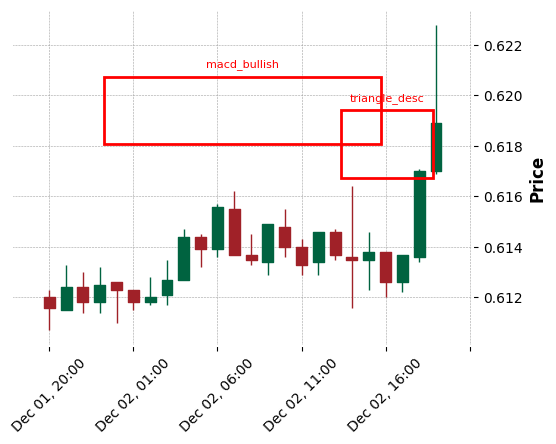 macd_bullish
triangle_desc
0.622
0.620
0.618
0.616
0.614
0.612
Price
Dec 01, 20:00
Dec 02, 01:00
Dec 02, 06:00
Dec 02, 11:00
Dec 02, 16:00